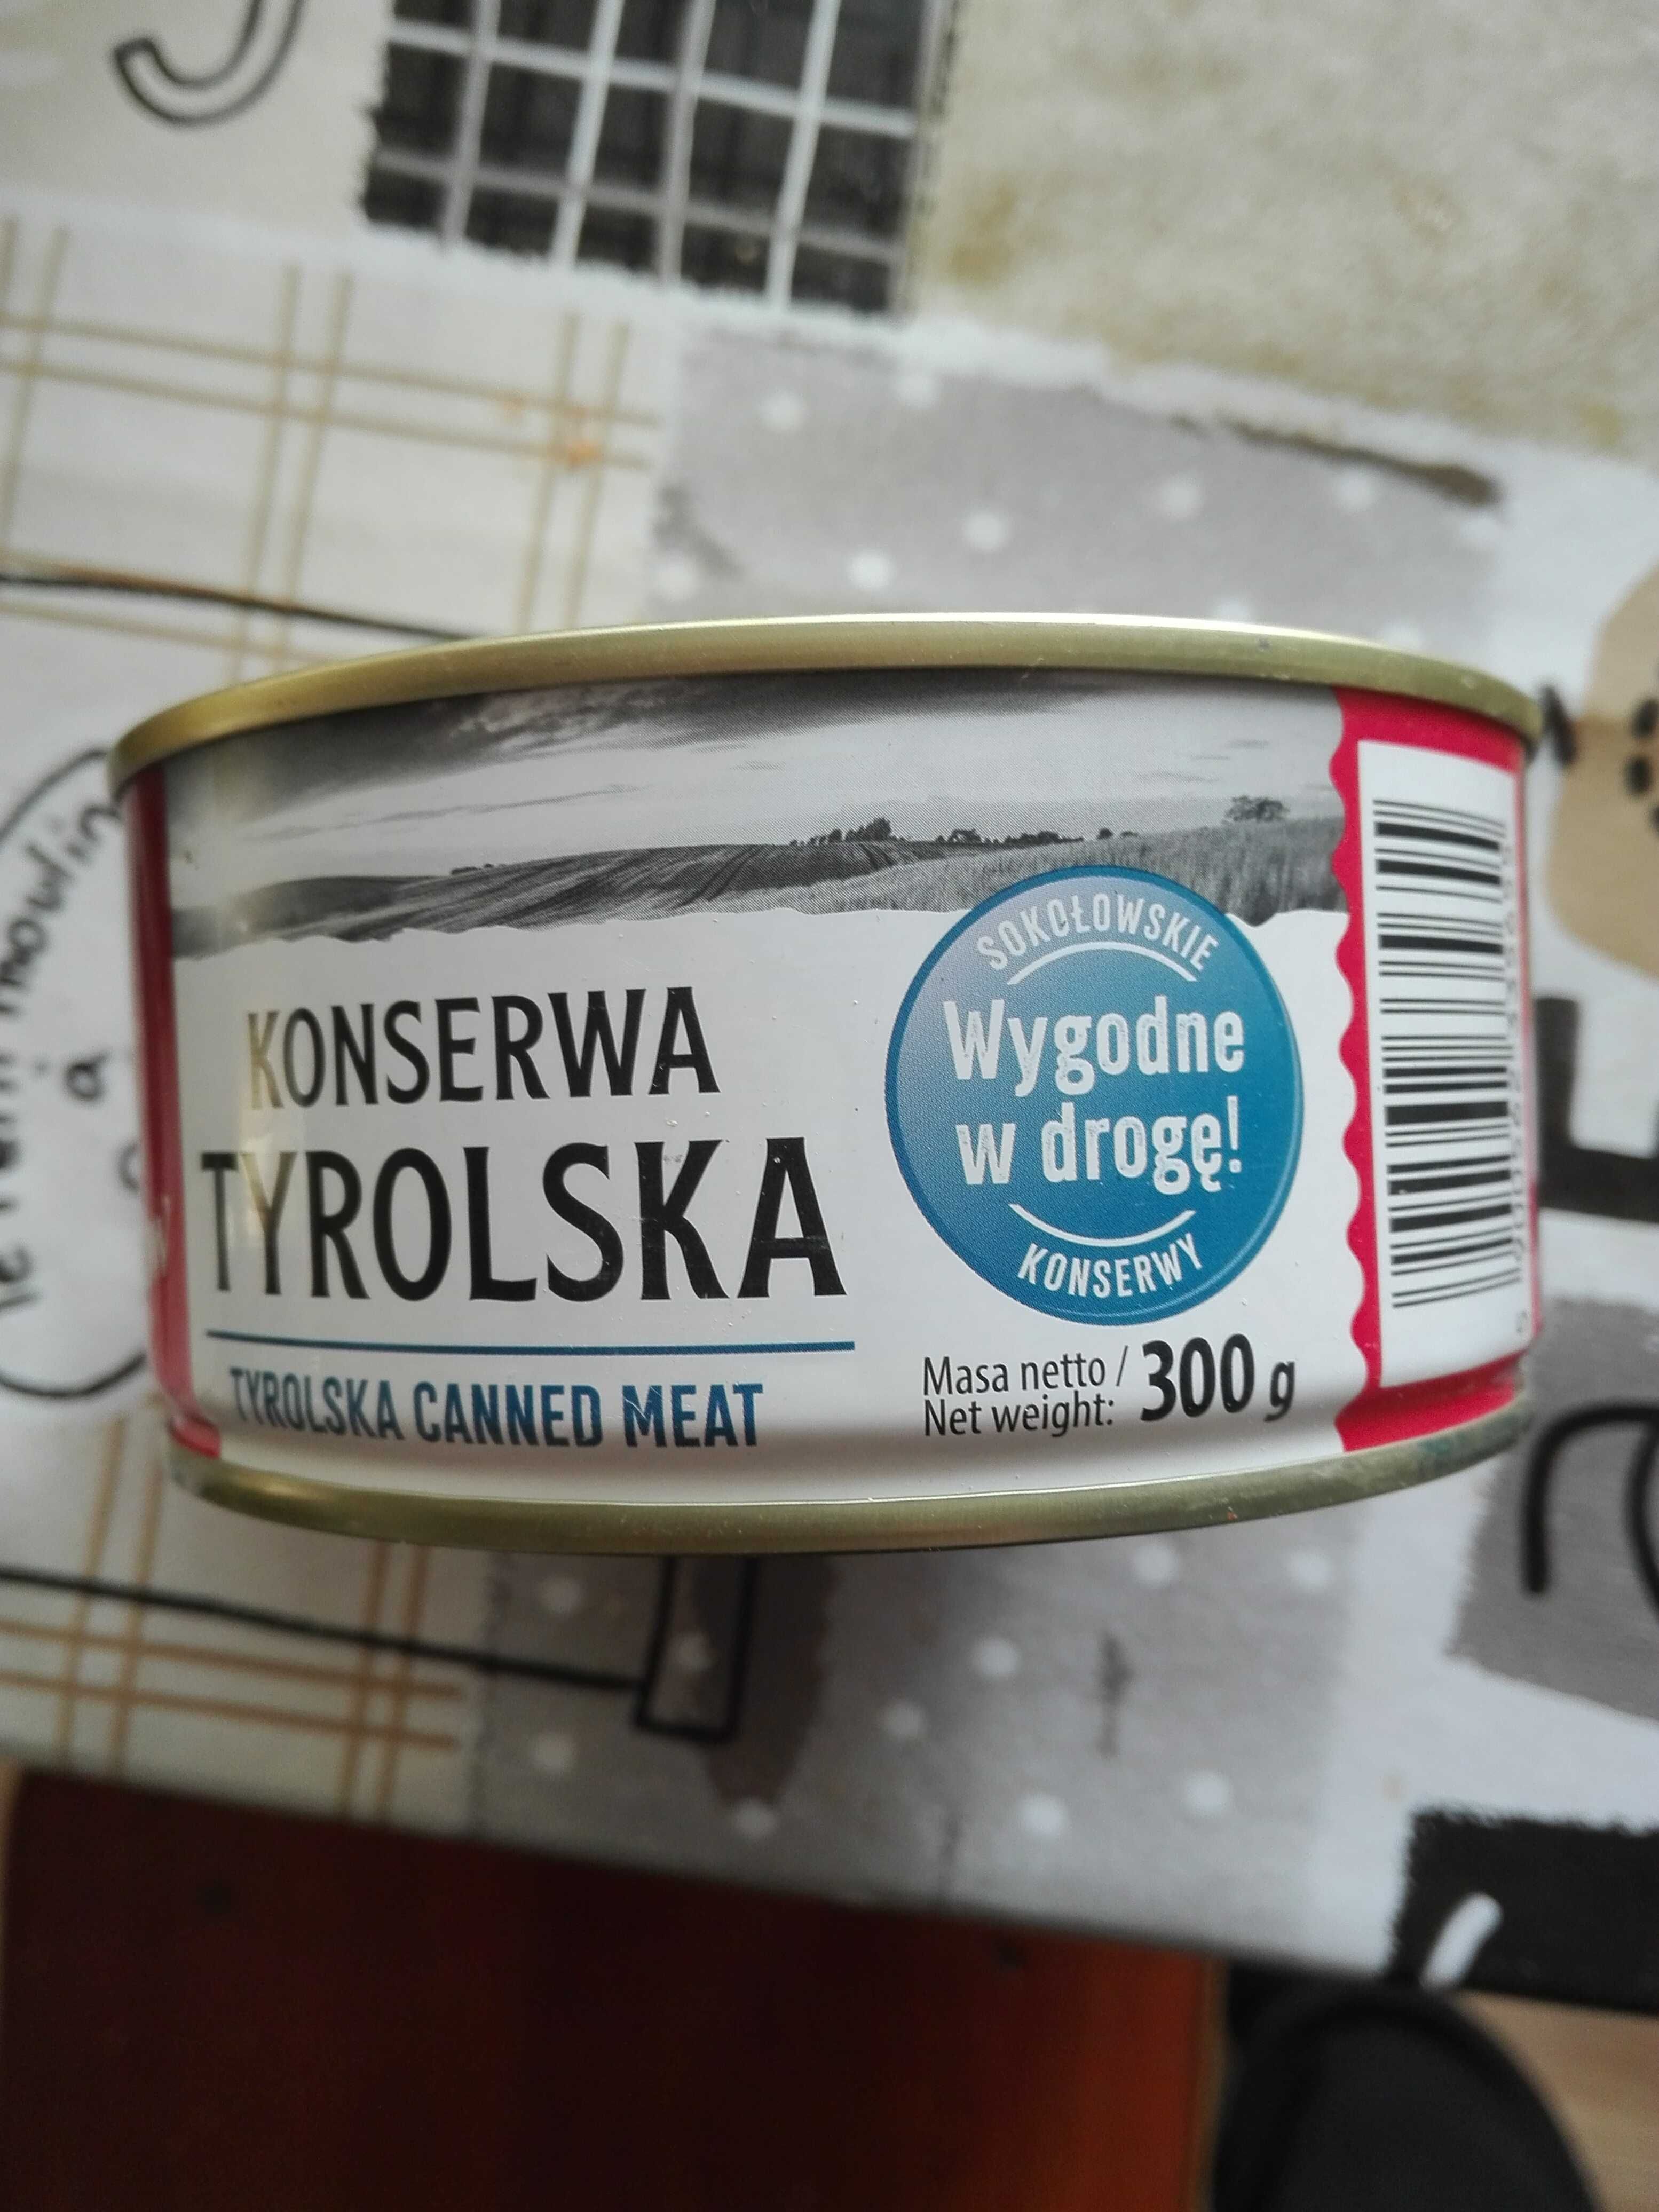 SOKOŁOWSKIE
Wygodne
w drogę!
KONSERWY
KONSERWA
TYROLSKA
TYROLSKA CANNED MEAT
Masa netto /
Net weight:
300 g